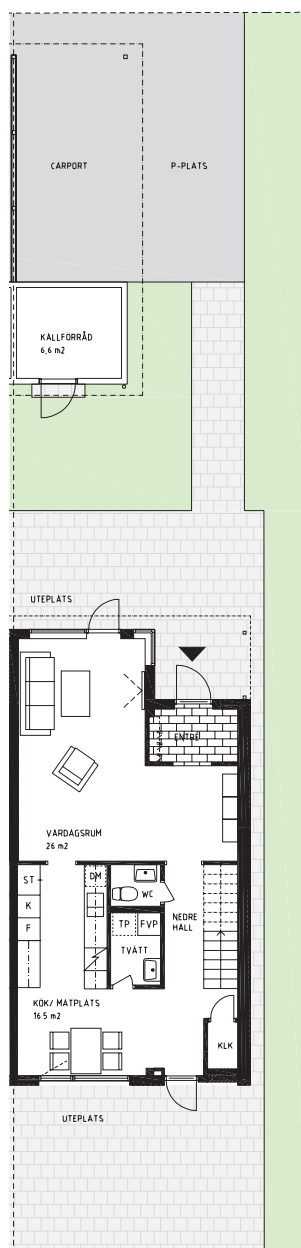 CARPORT
P-PLATS
KALLFÖRRÅD
6,6 m2
UTEPLATS
ENTRÉ
VARDAGSRUM
26 m2
ST
DM
WC
K
F
TP
FVP
NEDRE
HALL
TVÄTT
KÖK/ MATPLATS
16.5 m2
KLK
UTEPLATS